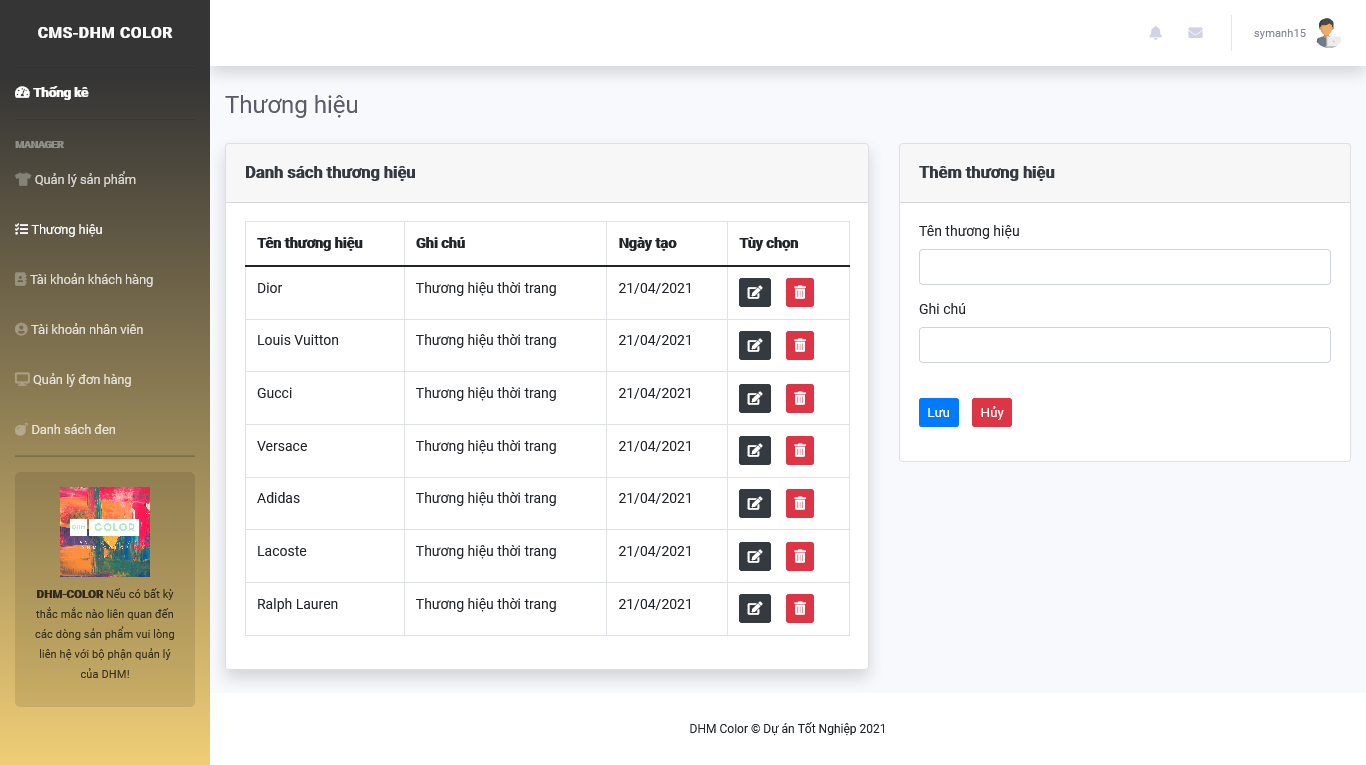 CMS-DHM COLOR
symanh15
Thống kê
MANAGER
Quản lý sản phẩm
Thương hiệu
Tài khoản khách hàng
Tài khoản nhân viên
Quản lý đơn hàng
Danh sách đen
DHM COLOR
DHM-COLOR Nếu có bất kỳ
thắc mắc nào liên quan đến
các dòng sản phẩm vui lòng
liên hệ với bộ phận quản lý
của DHM!
Thương hiệu
Danh sách thương hiệu
Tên thương hiệu Ghi chú Ngày tạo Tùy chọn
Dior Thương hiệu thời trang 21/04/2021
Louis Vuitton Thương hiệu thời trang 21/04/2021
Gucci Thương hiệu thời trang 21/04/2021
Versace Thương hiệu thời trang 21/04/2021
Adidas Thương hiệu thời trang 21/04/2021
Lacoste Thương hiệu thời trang 21/04/2021
Ralph Lauren Thương hiệu thời trang 21/04/2021
Thêm thương hiệu
Tên thương hiệu
Ghi chú
Lưu Hủy
DHM Color © Dự án Tốt Nghiệp 2021